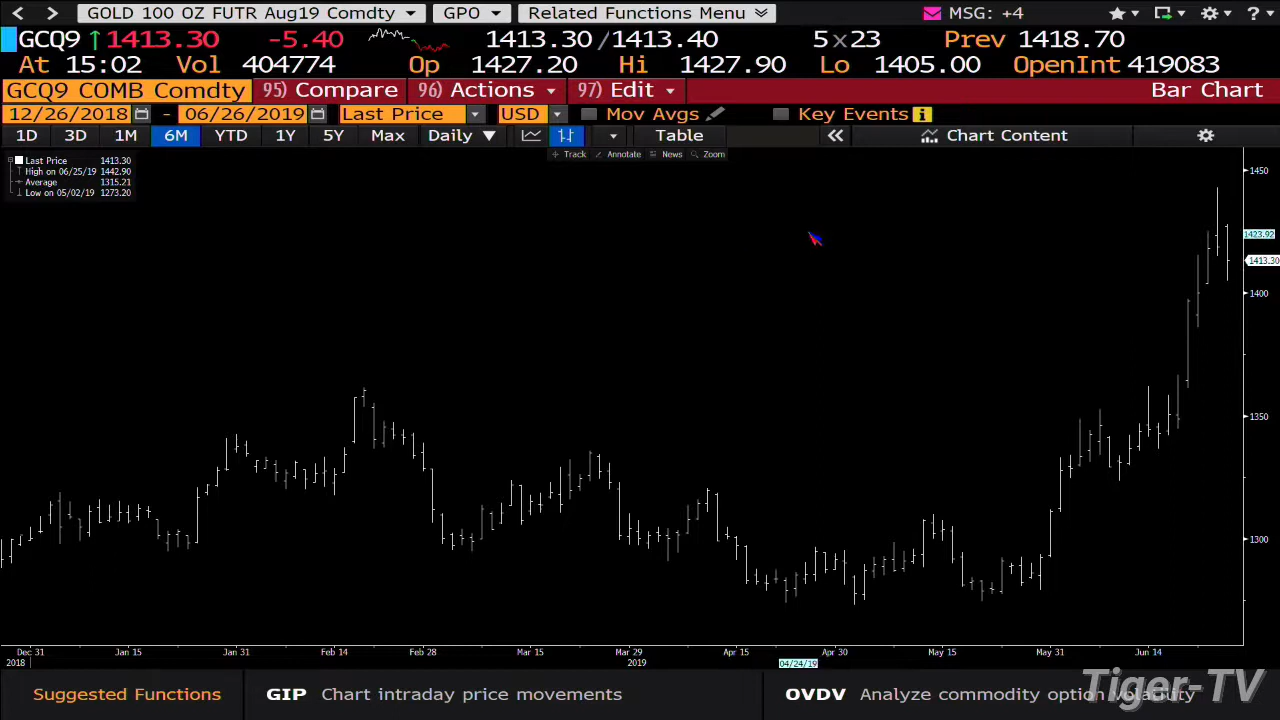 < > GOLD 100 OZ FUTR Aug19 Comdty GPO Related Functions Menu MSG: +4 ?
GCQ9 ↑1413.30 -5.40 1413.30/1413.40 5x23 Prev 1418.70
At 15:02 Vol 404774 Op 1427.20 Hi 1427.90 Lo 1405.00 OpenInt 419083
GCQ9 COMB Comdty 95) Compare 96) Actions 97) Edit Bar Chart
12/26/2018 - 06/26/2019 Last Price USD Mov Avgs Key Events i
1D 3D 1M 6M YTD 1Y 5Y Max Daily ▼ Table « Chart Content
Track Annotate News Zoom
Last Price 1413.30
High on 06/25/19 1442.90
Average 1315.21
Low on 05/02/19 1273.20
1450
1423.92
1413.30
1400
1350
1300
Dec 31 Jan 15 Jan 31 Feb 14 Feb 28 Mar 15 Mar 29 Apr 15 Apr 30 May 15 May 31 Jun 14
2018 2019 04/24/19
Suggested Functions GIP Chart intraday price movements OVDV Analyze commodity option volatility
Tiger-TV